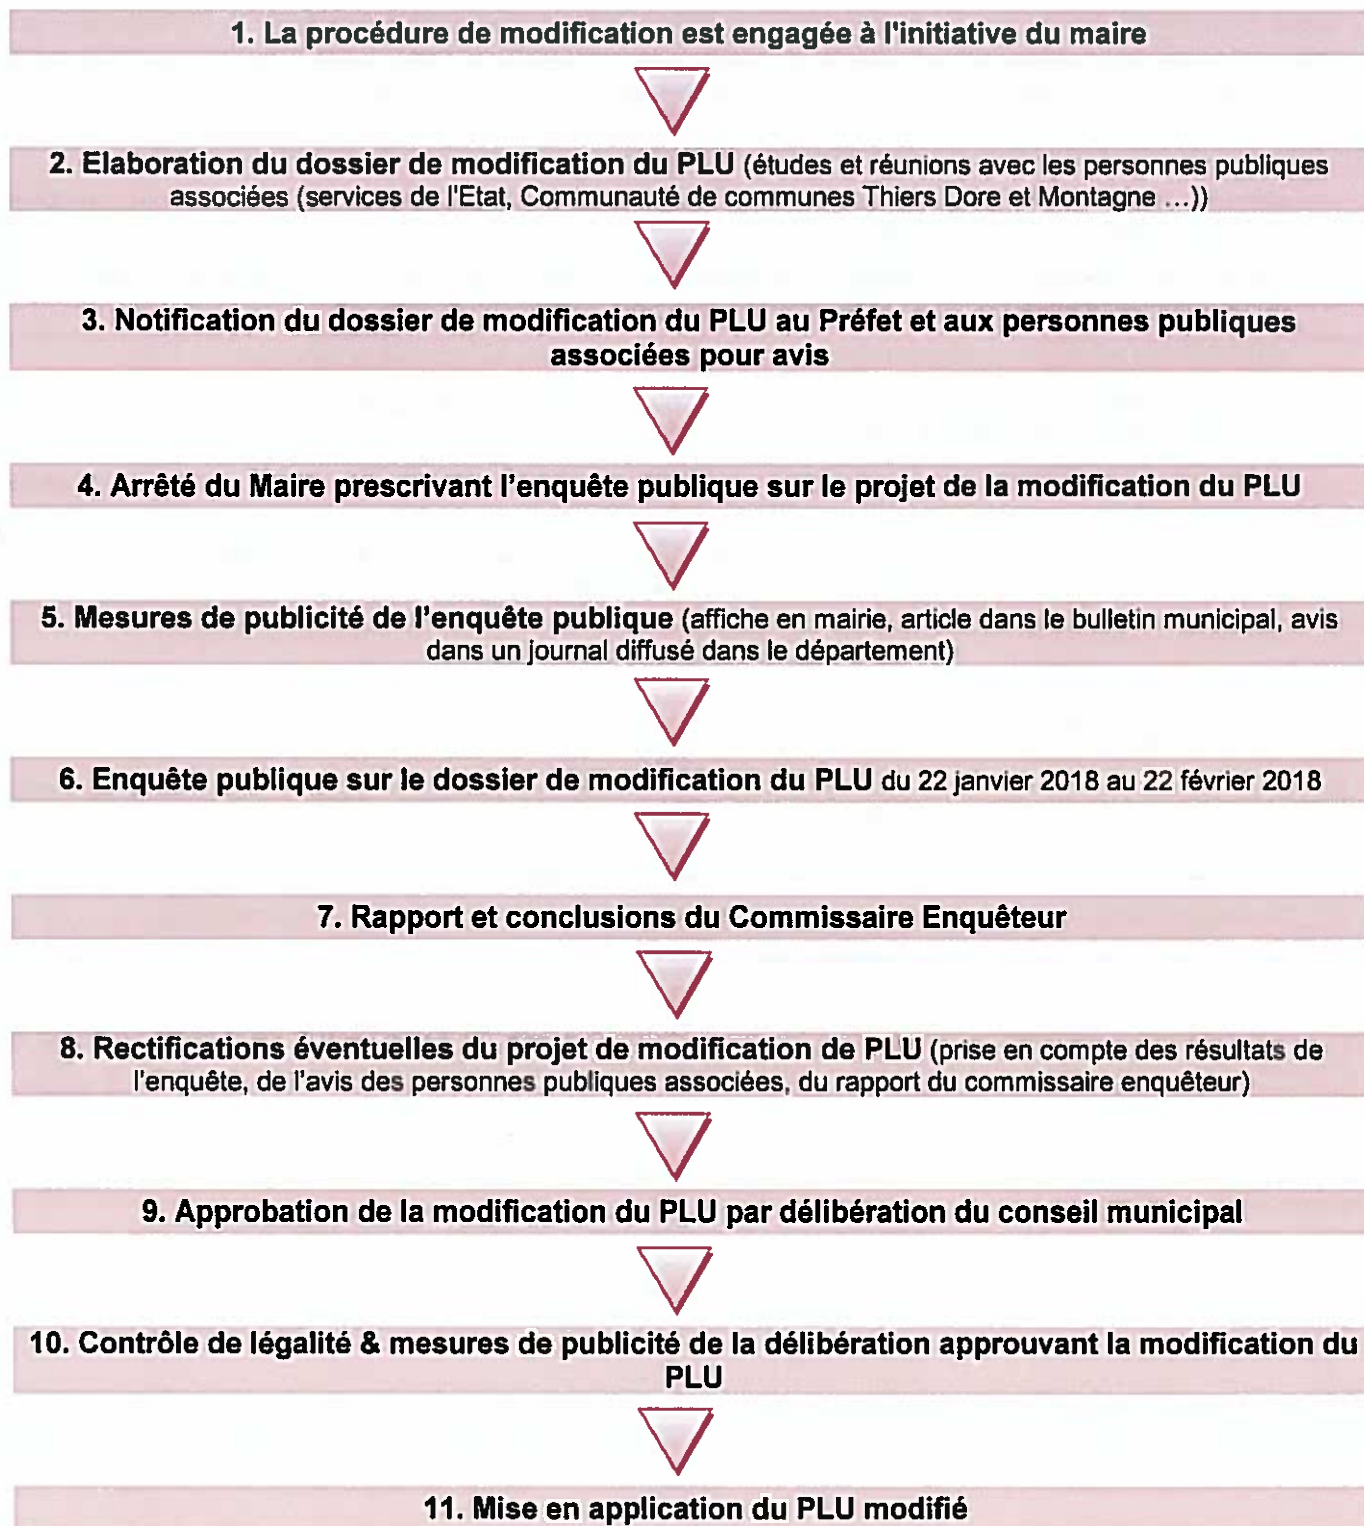 1. La procédure de modification est engagée à l'initiative du maire
2. Elaboration du dossier de modification du PLU (études et réunions avec les personnes publiques
associées (services de l'Etat, Communauté de communes Thiers Dore et Montagne ...))
3. Notification du dossier de modification du PLU au Préfet et aux personnes publiques
associées pour avis
4. Arrêté du Maire prescrivant l'enquête publique sur le projet de la modification du PLU
5. Mesures de publicité de l'enquête publique (affiche en mairie, article dans le bulletin municipal, avis
dans un journal diffusé dans le département)
6. Enquête publique sur le dossier de modification du PLU du 22 janvier 2018 au 22 février 2018
7. Rapport et conclusions du Commissaire Enquêteur
8. Rectifications éventuelles du projet de modification de PLU (prise en compte des résultats de
l'enquête, de l'avis des personnes publiques associées, du rapport du commissaire enquêteur)
9. Approbation de la modification du PLU par délibération du conseil municipal
10. Contrôle de légalité & mesures de publicité de la délibération approuvant la modification du
PLU
11. Mise en application du PLU modifié